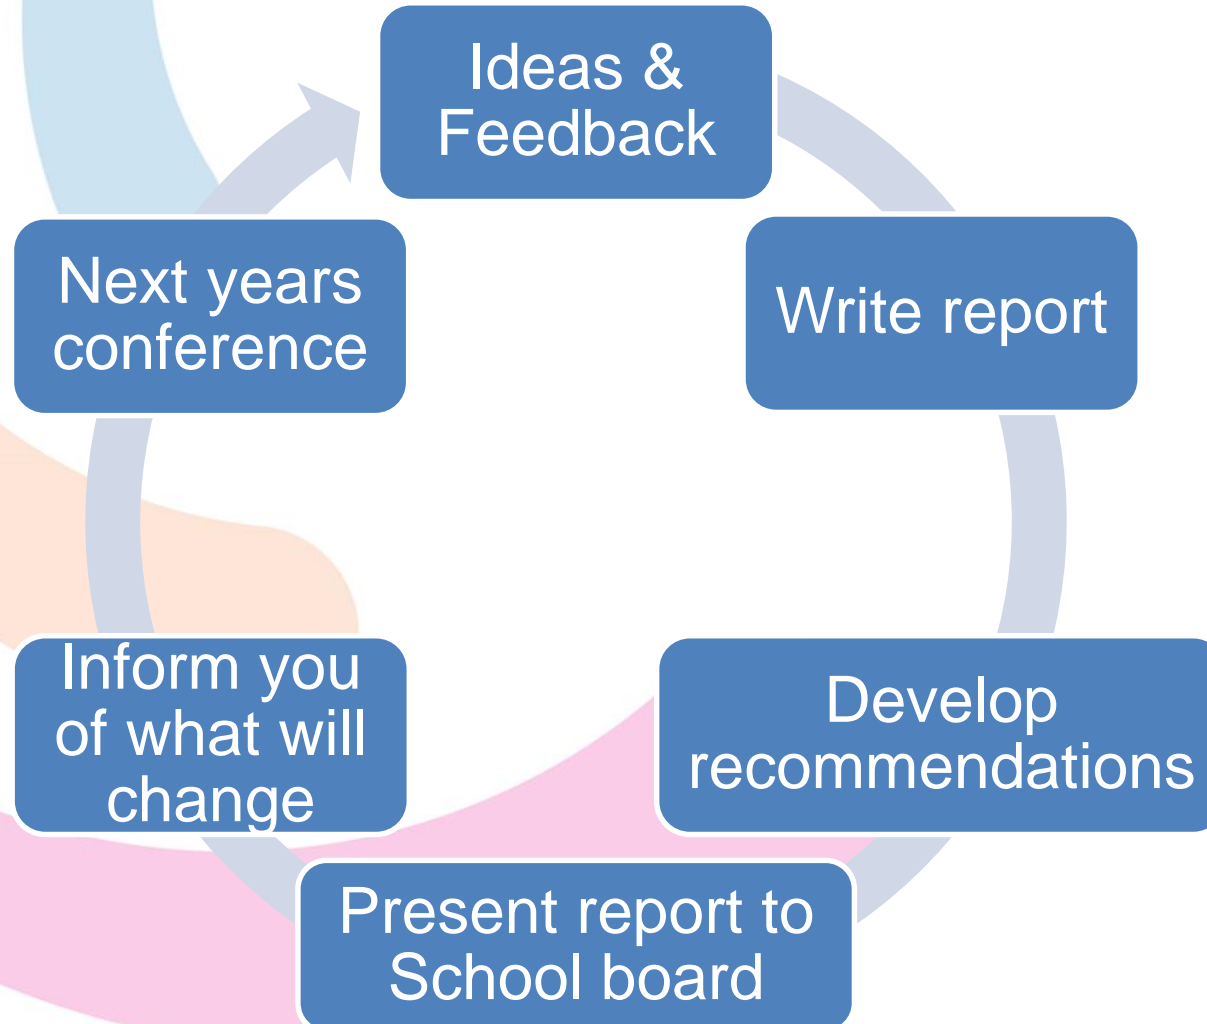 Ideas &
Feedback
Write report
Develop
recommendations
Present report to
School board
Inform you
of what will
change
Next years
conference